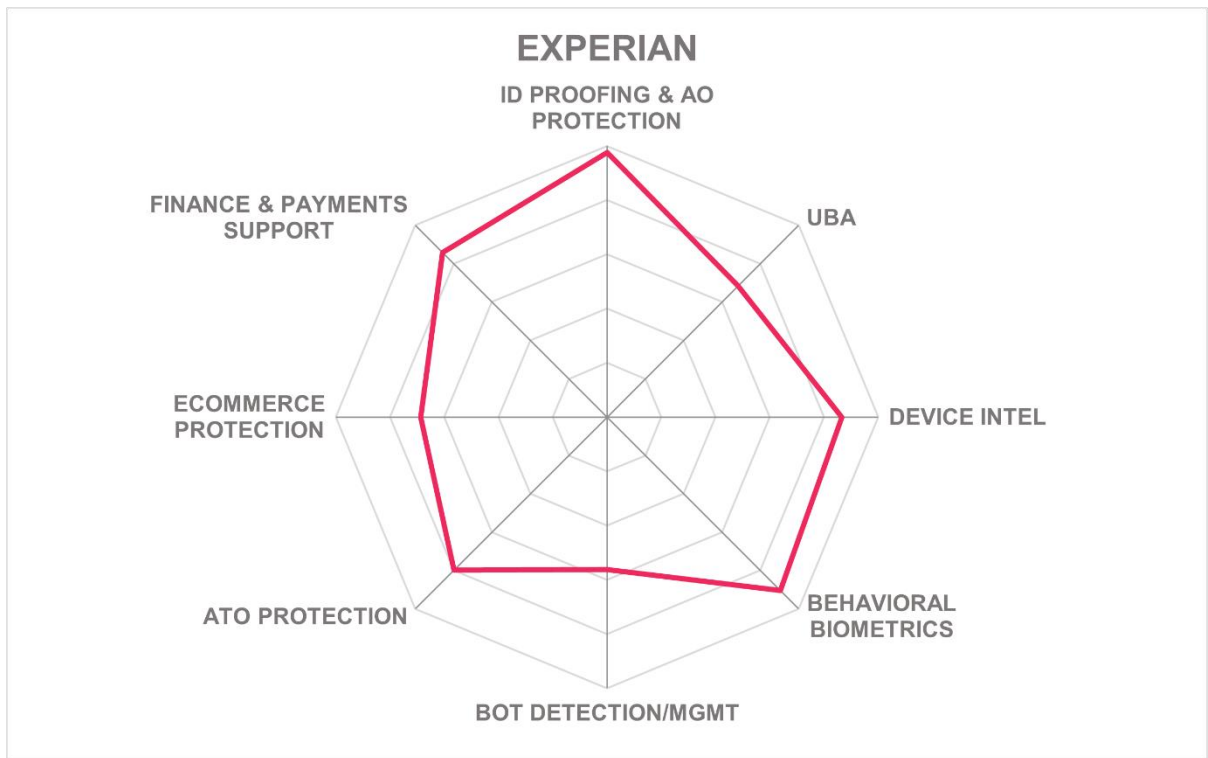 EXPERIAN
ID PROOFING & AO
PROTECTION
UBA
DEVICE INTEL
BEHAVIORAL
BIOMETRICS
BOT DETECTION/MGMT
ATO PROTECTION
ECOMMERCE
PROTECTION
FINANCE & PAYMENTS
SUPPORT